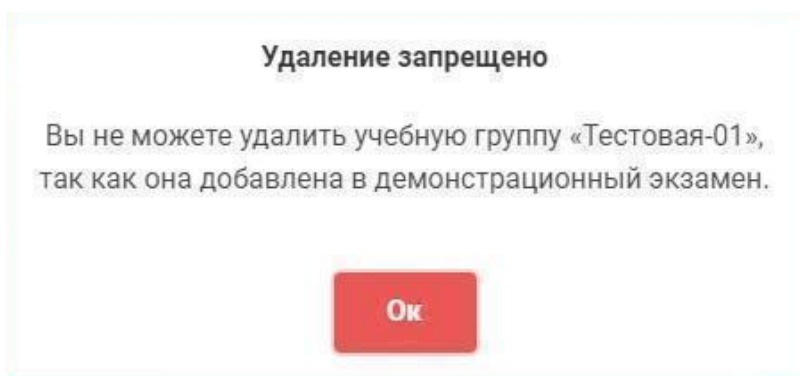 Удаление запрещено
Вы не можете удалить учебную группу «Тестовая-01»,
так как она добавлена в демонстрационный экзамен.
Ок